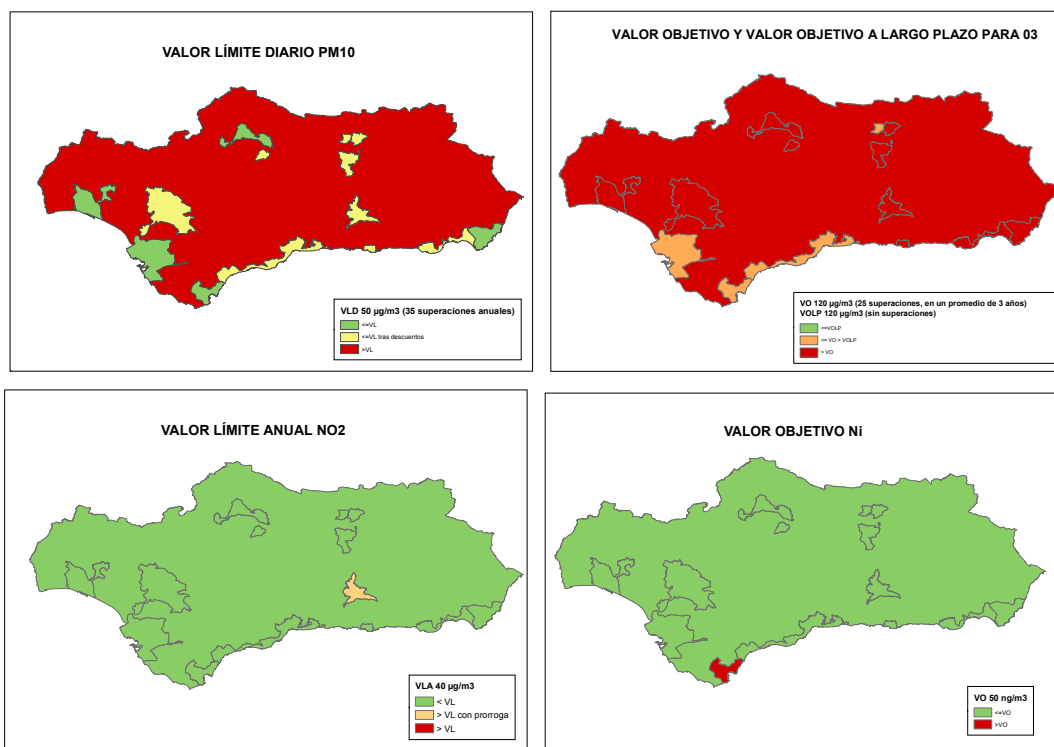 VALOR LÍMITE DIARIO PM10
VLD 50 µg/m3 (35 superaciones anuales)
<=VL
<=VL tras descuentos
>VL
VALOR OBJETIVO Y VALOR OBJETIVO A LARGO PLAZO PARA 03
VO 120 µg/m3 (25 superaciones, en un promedio de 3 años)
VOLP 120 µg/m3 (sin superaciones)
<=VOLP
<= VO > VOLP
> VO
VALOR LÍMITE ANUAL NO2
VLA 40 µg/m3
< VL
> VL con prorroga
> VL
VALOR OBJETIVO Ni
VO 50 ng/m3
<=VO
>VO